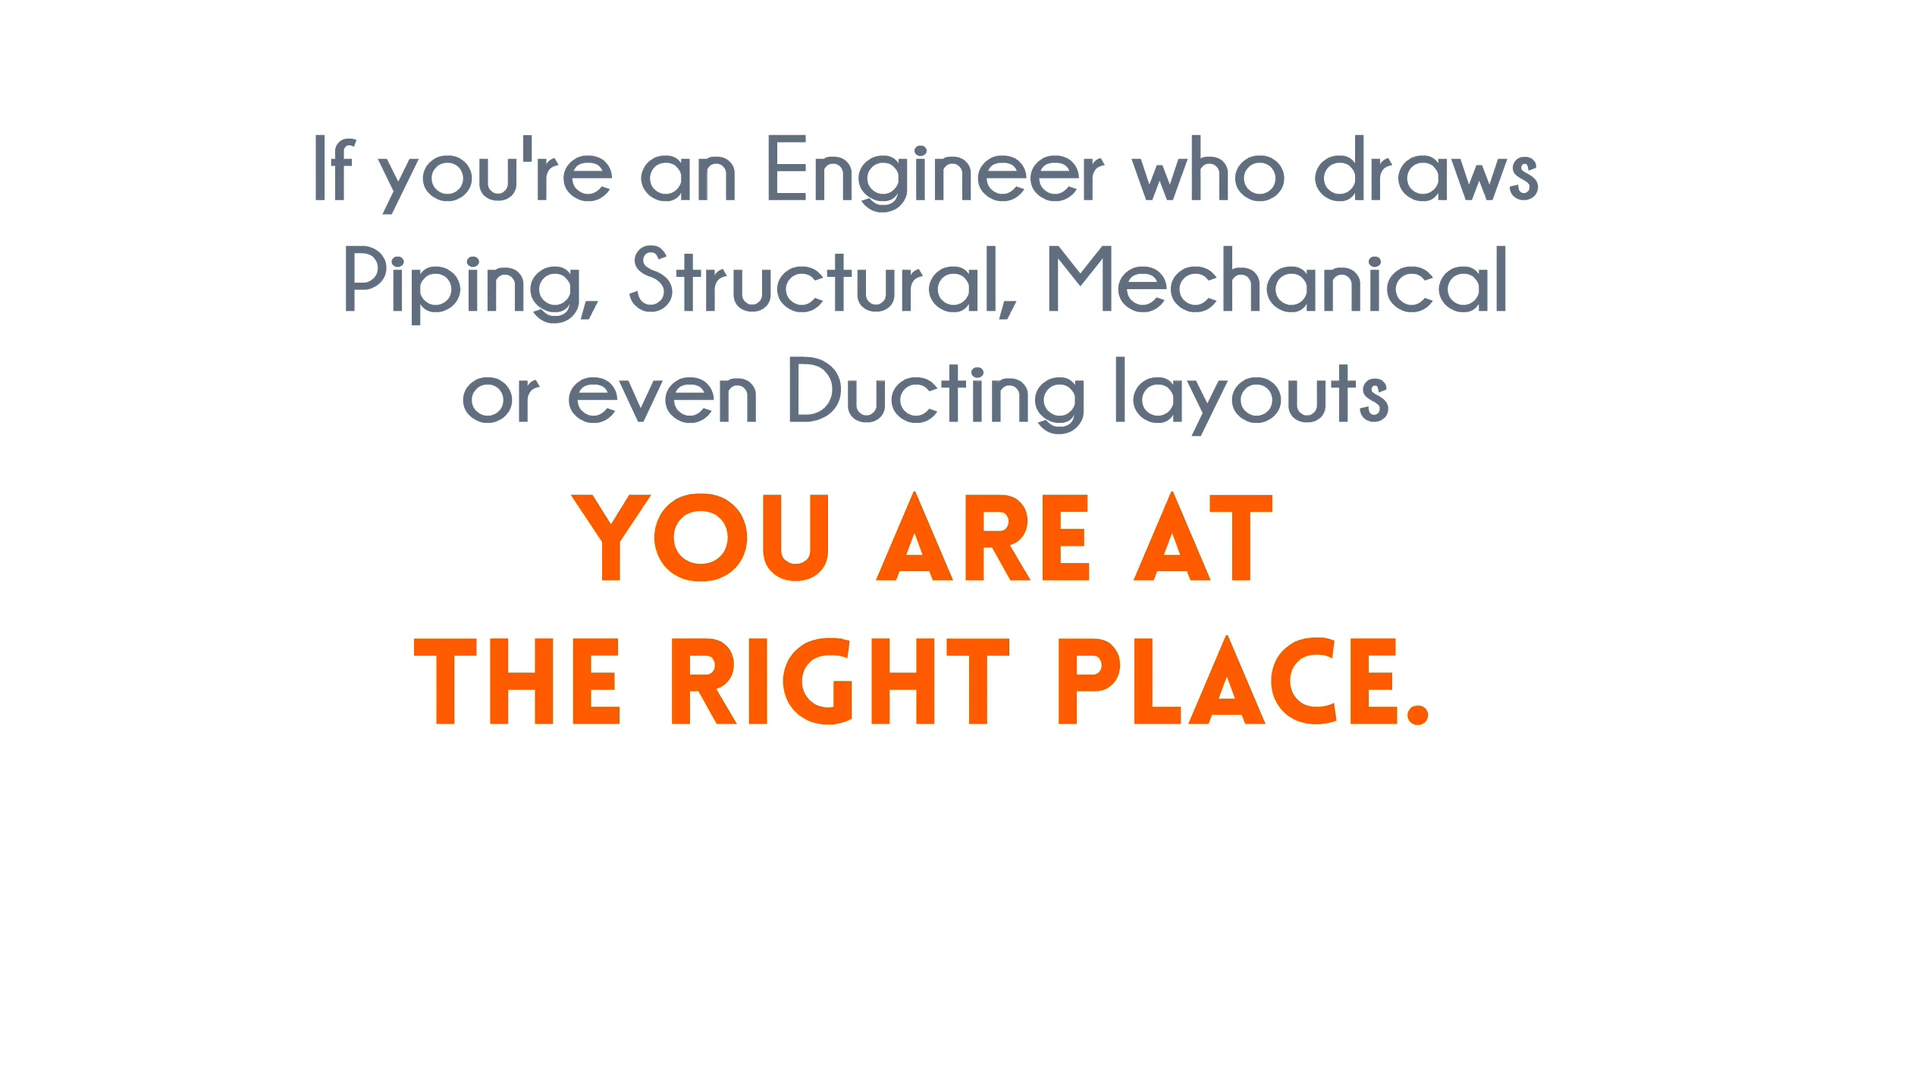 If you're an Engineer who draws
Piping, Structural, Mechanical
or even Ducting layouts
YOU ARE AT
THE RIGHT PLACE.